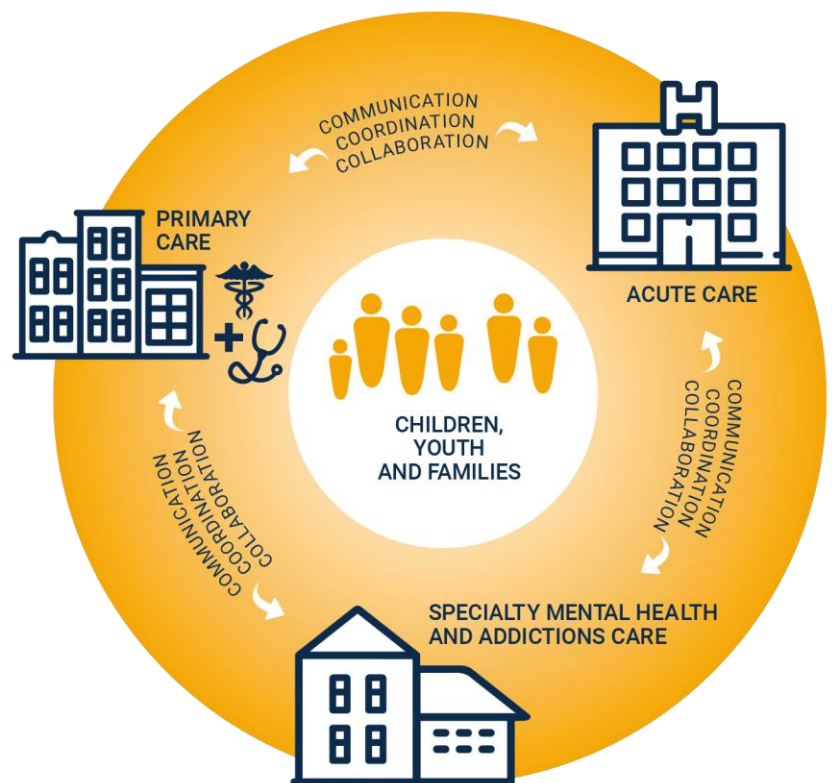 COMMUNICATION
COORDINATION
COLLABORATION
PRIMARY
CARE
H
ACUTE CARE
CHILDREN,
YOUTH
AND FAMILIES
COMMUNICATION
COORDINATION
COLLABORATION
COMMUNICATION
COORDINATION
COLLABORATION
SPECIALTY MENTAL HEALTH
AND ADDICTIONS CARE